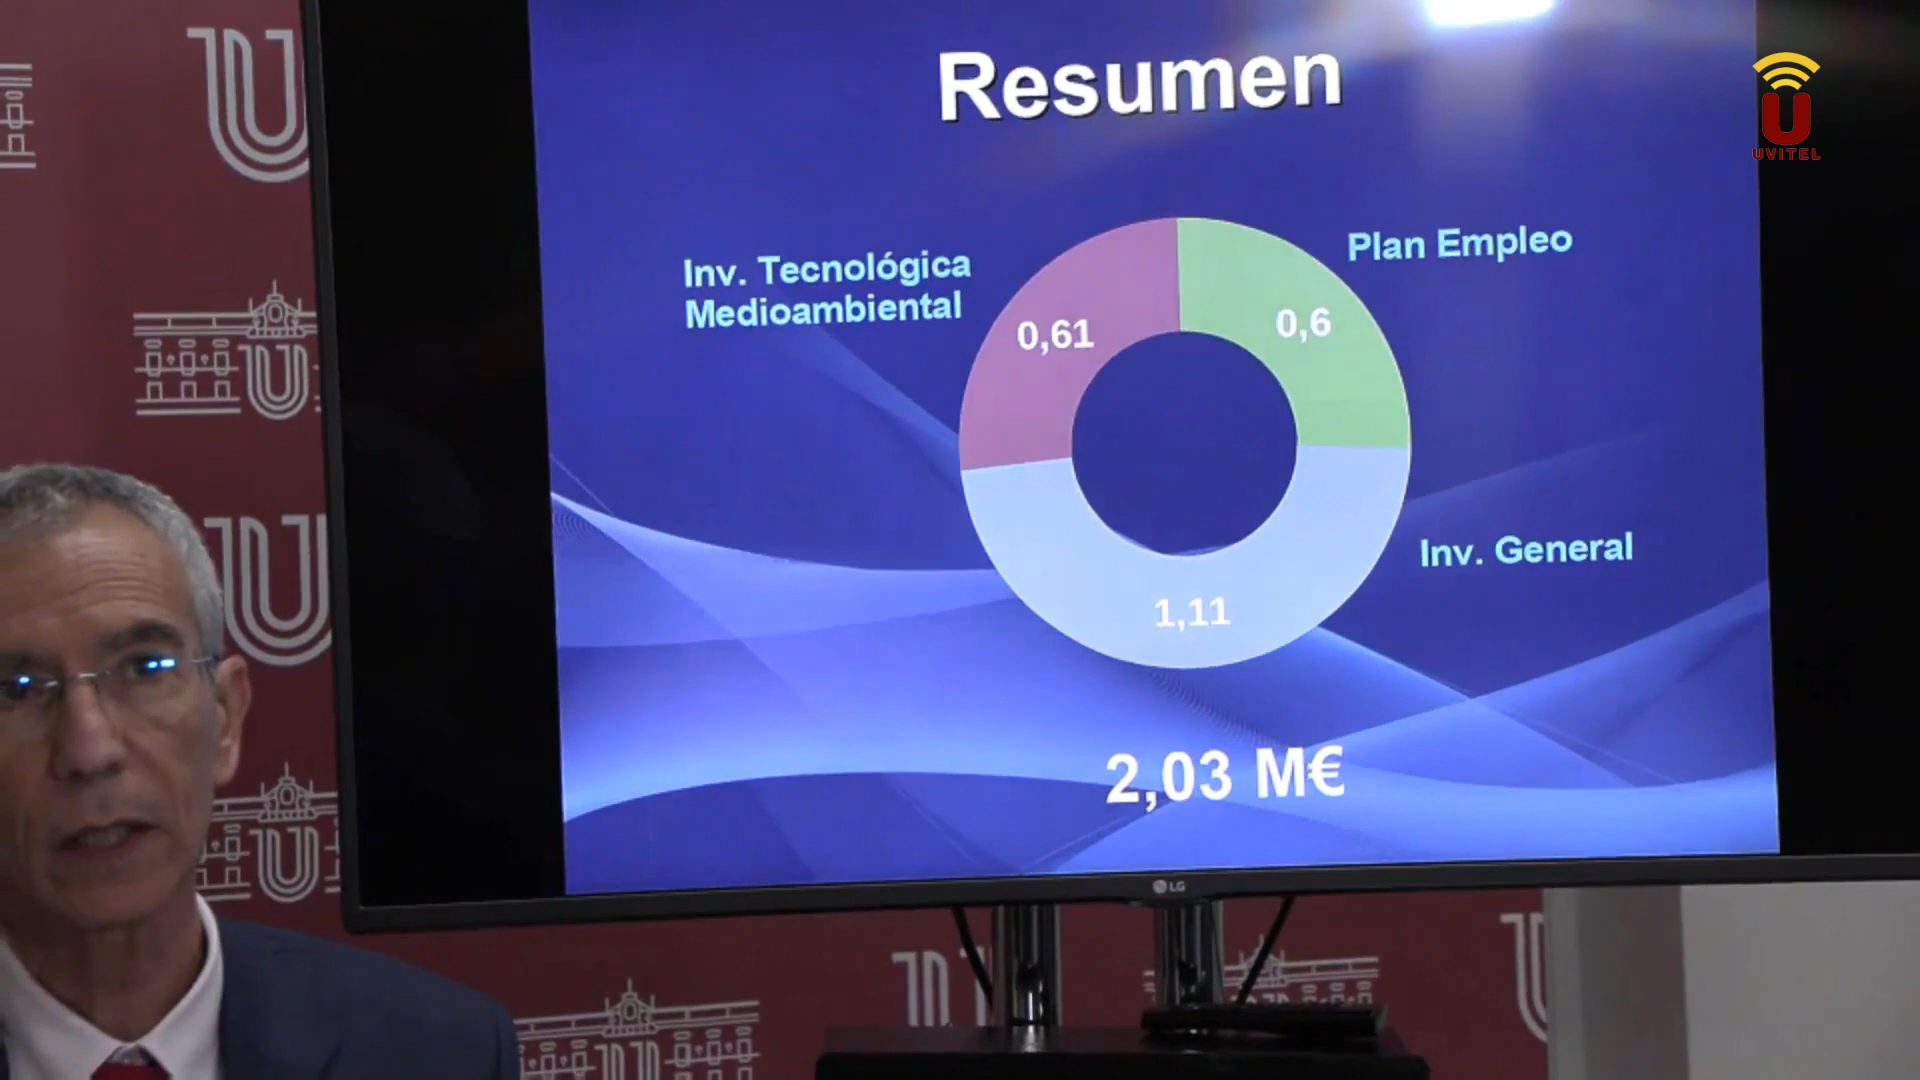 Resumen
UVITEL
Inv. Tecnológica
Medioambiental
Plan Empleo
0,61
0,6
Inv. General
1,11
2,03 M€
LG